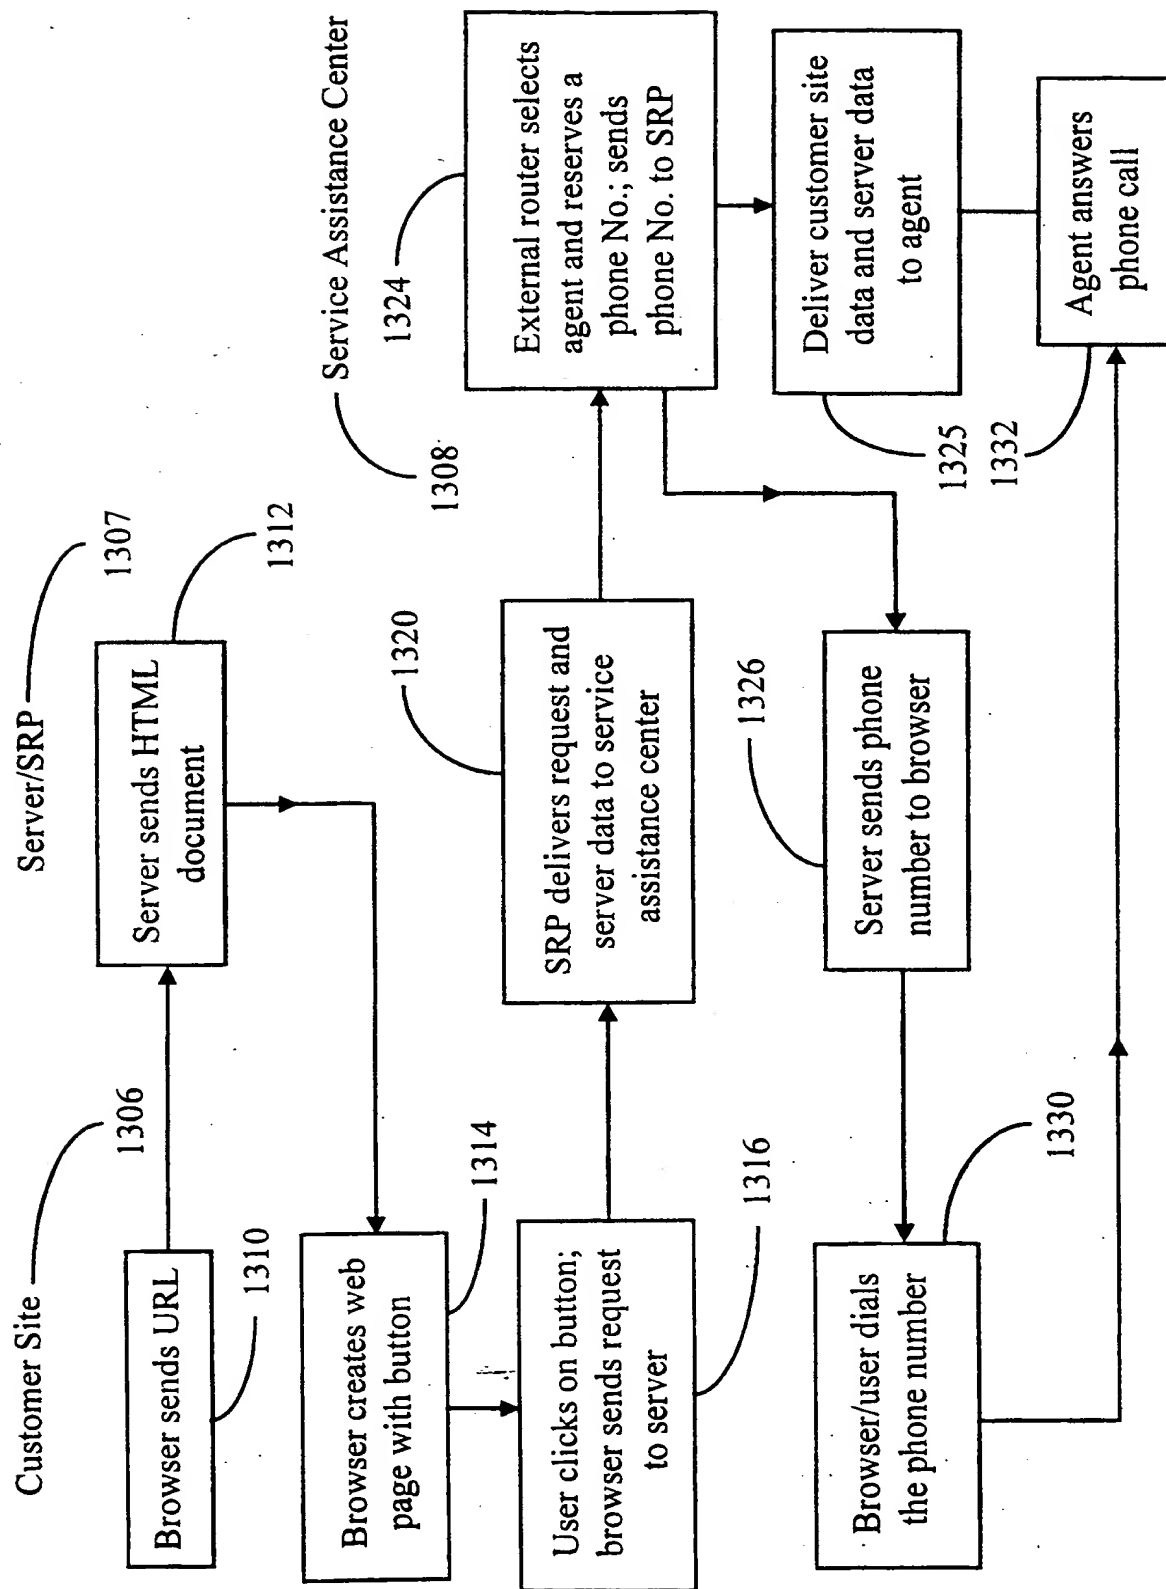 Customer Site
1306
Server/SRP
1307
Service Assistance Center
1308
Browser sends URL
1310
Server sends HTML
document
1312
Browser creates web
page with button
1314
User clicks on button;
browser sends request
to server
1316
SRP delivers request and
server data to service
assistance center
1320
External router selects
agent and reserves a
phone No.; sends
phone No. to SRP
1324
Deliver customer site
data and server data
to agent
1325
Server sends phone
number to browser
1326
Browser/user dials
the phone number
1330
Agent answers
phone call
1332